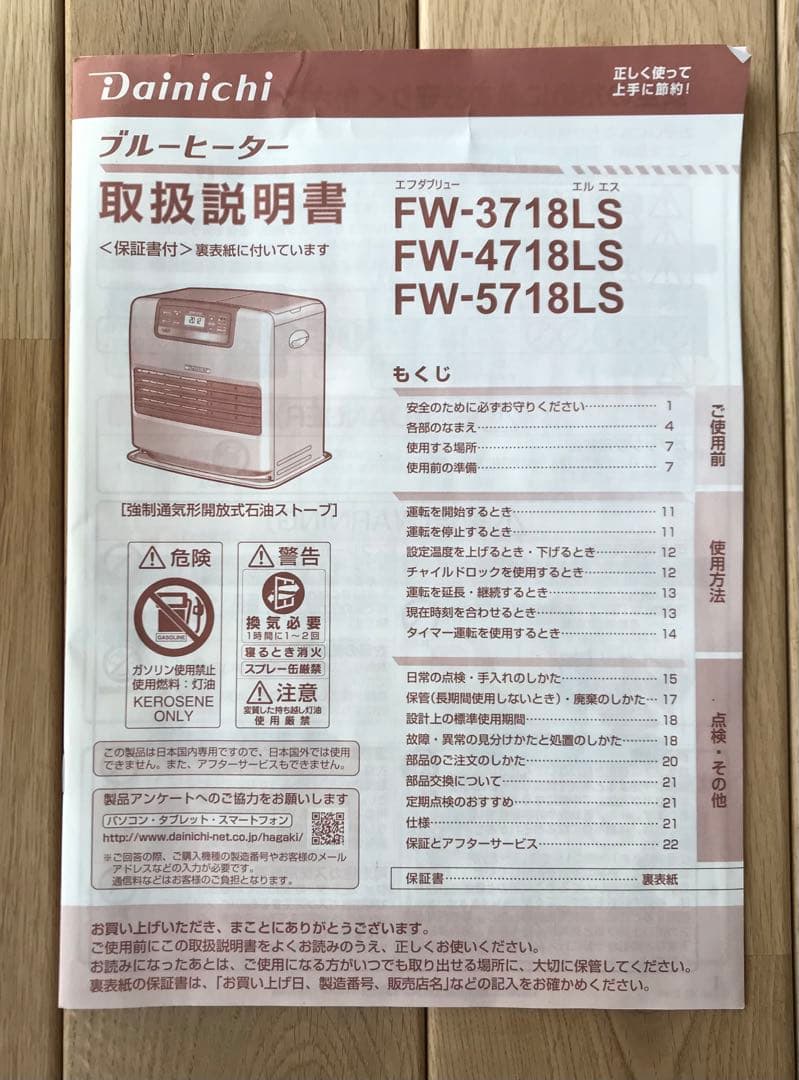 Dainichi
正しく使って
上手に節約!
ブルーヒーター
取扱説明書
<保証書付>裏表紙に付いています
エフダブリュー エル エス
FW-3718LS
FW-4718LS
FW-5718LS
[強制通気形開放式石油ストーブ]
危険
GASOLINE
ガソリン使用禁止
使用燃料:灯油
KEROSENE
ONLY
警告
換気必要
1時間に1~2回
寝るとき消火
スプレー缶厳禁
注意
変質した持ち越し灯油
使用厳禁
この製品は日本国内専用ですので、日本国外では使用
できません。また、アフターサービスもできません。
製品アンケートへのご協力をお願いします
パソコン・タブレット・スマートフォン
http://www.dainichi-net.co.jp/hagaki/
※ご回答の際、ご購入機種の製造番号やお客様のメール
アドレスなどの入力が必要です。
通信料などはお客様のご負担となります。
もくじ
ご使用前
安全のために必ずお守りください 1
各部のなまえ 4
使用する場所 7
使用前の準備 7
使用方法
運転を開始するとき 11
運転を停止するとき 11
設定温度を上げるとき・下げるとき 12
チャイルドロックを使用するとき 12
運転を延長・継続するとき 13
現在時刻を合わせるとき 13
タイマー運転を使用するとき 14
点検・その他
日常の点検・手入れのしかた 15
保管(長期間使用しないとき)・廃棄のしかた 17
設計上の標準使用期間 18
故障・異常の見分けかたと処置のしかた 18
部品のご注文のしかた 20
部品交換について 21
定期点検のおすすめ 21
仕様 21
保証とアフターサービス 22
保証書 裏表紙
お買い上げいただき、まことにありがとうございます。
ご使用前にこの取扱説明書をよくお読みのうえ、正しくお使いください。
お読みになったあとは、ご使用になる方がいつでも取り出せる場所に、大切に保管してください。
裏表紙の保証書は、「お買い上げ日、製造番号、販売店名」などの記入をお確かめください。